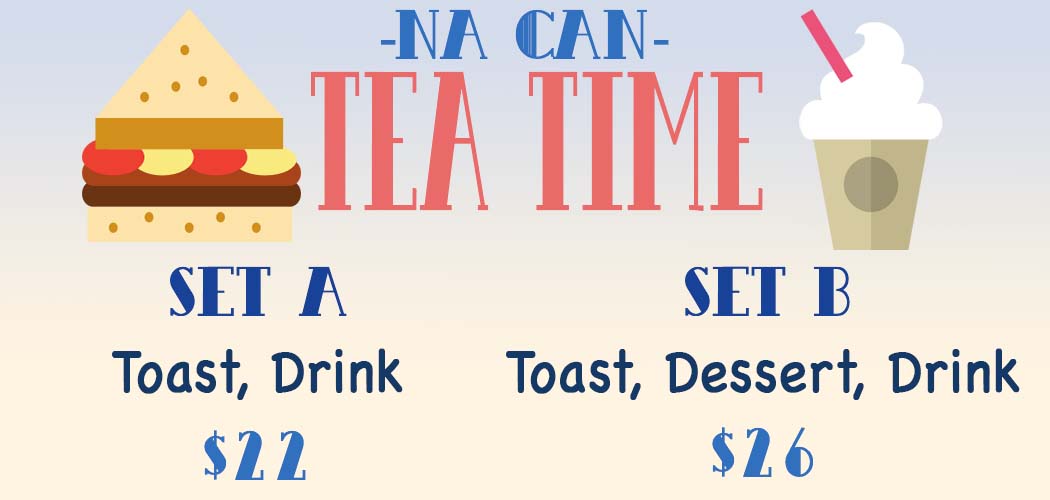 -NA CAN-
TEA TIME
SET A
Toast, Drink
$22
SET B
Toast, Dessert, Drink
$26